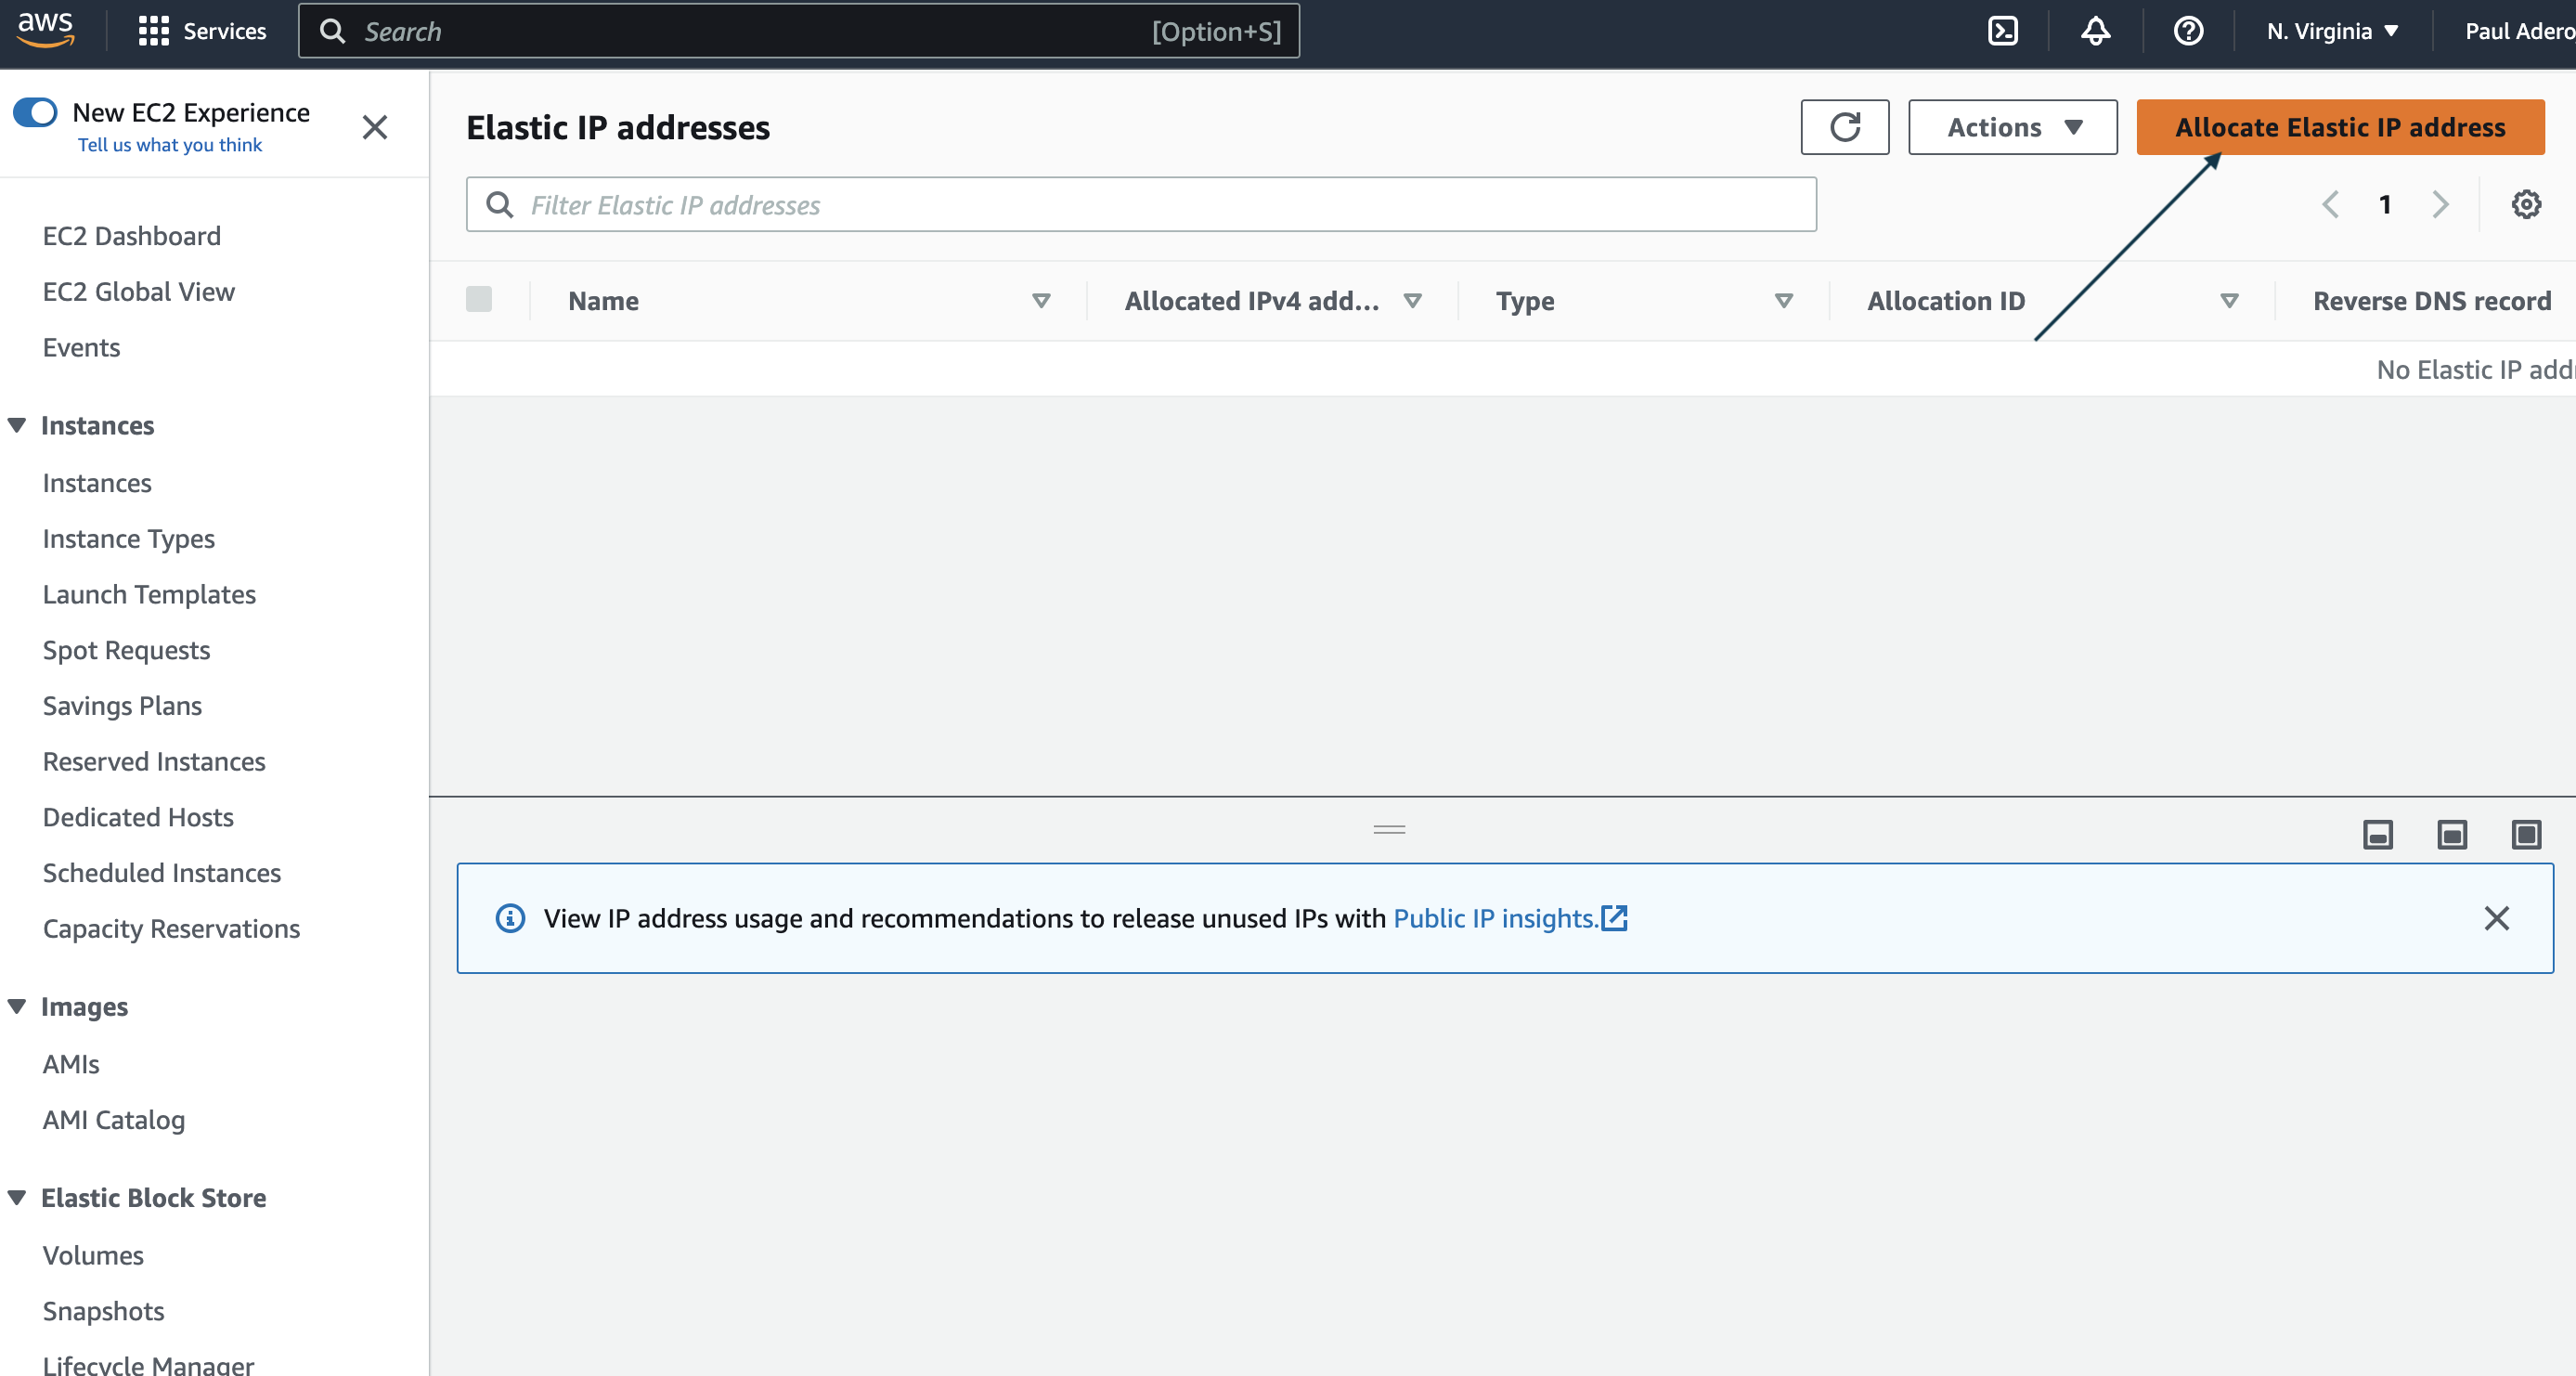 aws
Services
Search
[Option+S]
N. Virginia
Paul Adero
New EC2 Experience
Tell us what you think
EC2 Dashboard
EC2 Global View
Events
Instances
Instances
Instance Types
Launch Templates
Spot Requests
Savings Plans
Reserved Instances
Dedicated Hosts
Scheduled Instances
Capacity Reservations
Images
AMIs
AMI Catalog
Elastic Block Store
Volumes
Snapshots
Lifecycle Manager
Elastic IP addresses
Actions
Allocate Elastic IP address
Filter Elastic IP addresses
1
Name
Allocated IPv4 add...
Type
Allocation ID
Reverse DNS record
No Elastic IP add
View IP address usage and recommendations to release unused IPs with Public IP insights.